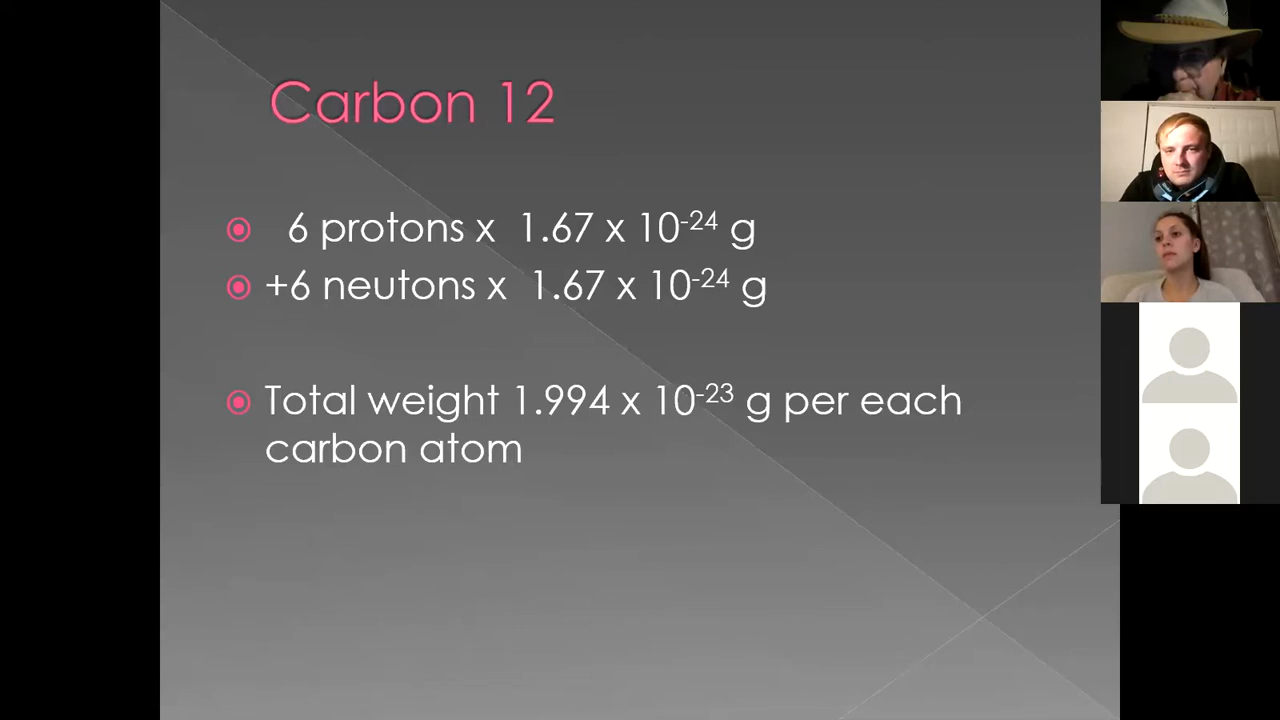 Carbon 12
6 protons x 1.67 x 10⁻²⁴ g
+6 neutons x 1.67 x 10⁻²⁴ g
Total weight 1.994 x 10⁻²³ g per each
carbon atom